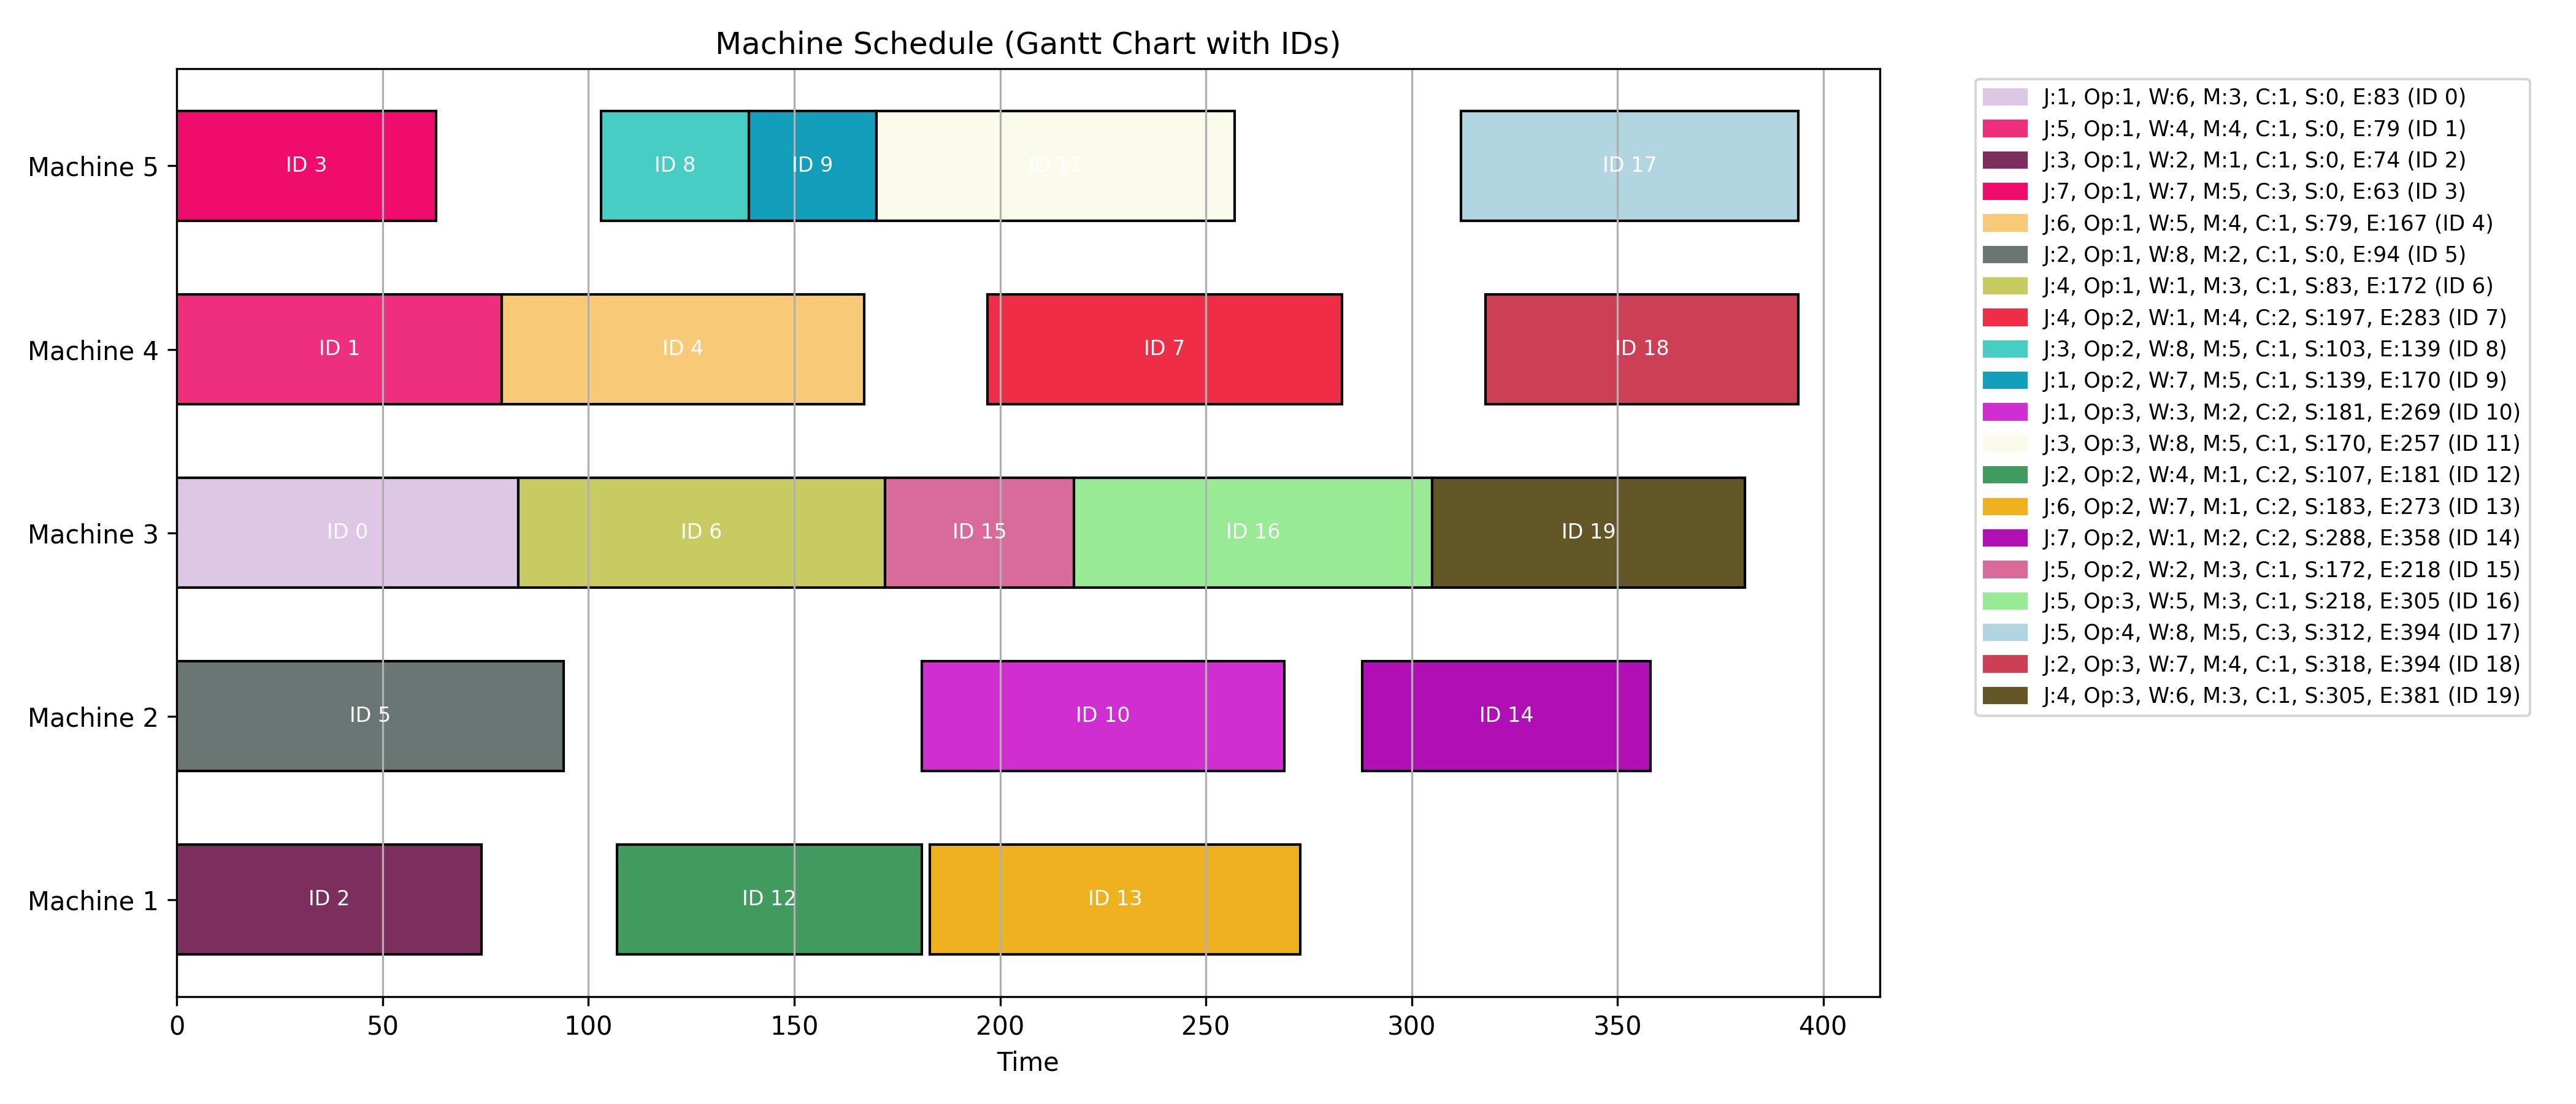 Machine Schedule (Gantt Chart with IDs)
Machine 5
ID 3
ID 8
ID 9
ID 11
ID 17
Machine 4
ID 1
ID 4
ID 7
ID 18
Machine 3
ID 0
ID 6
ID 15
ID 16
ID 19
Machine 2
ID 5
ID 10
ID 14
Machine 1
ID 2
ID 12
ID 13
0 50 100 150 200 250 300 350 400
Time
J:1, Op:1, W:6, M:3, C:1, S:0, E:83 (ID 0)
J:5, Op:1, W:4, M:4, C:1, S:0, E:79 (ID 1)
J:3, Op:1, W:2, M:1, C:1, S:0, E:74 (ID 2)
J:7, Op:1, W:7, M:5, C:3, S:0, E:63 (ID 3)
J:6, Op:1, W:5, M:4, C:1, S:79, E:167 (ID 4)
J:2, Op:1, W:8, M:2, C:1, S:0, E:94 (ID 5)
J:4, Op:1, W:1, M:3, C:1, S:83, E:172 (ID 6)
J:4, Op:2, W:1, M:4, C:2, S:197, E:283 (ID 7)
J:3, Op:2, W:8, M:5, C:1, S:103, E:139 (ID 8)
J:1, Op:2, W:7, M:5, C:1, S:139, E:170 (ID 9)
J:1, Op:3, W:3, M:2, C:2, S:181, E:269 (ID 10)
J:3, Op:3, W:8, M:5, C:1, S:170, E:257 (ID 11)
J:2, Op:2, W:4, M:1, C:2, S:107, E:181 (ID 12)
J:6, Op:2, W:7, M:1, C:2, S:183, E:273 (ID 13)
J:7, Op:2, W:1, M:2, C:2, S:288, E:358 (ID 14)
J:5, Op:2, W:2, M:3, C:1, S:172, E:218 (ID 15)
J:5, Op:3, W:5, M:3, C:1, S:218, E:305 (ID 16)
J:5, Op:4, W:8, M:5, C:3, S:312, E:394 (ID 17)
J:2, Op:3, W:7, M:4, C:1, S:318, E:394 (ID 18)
J:4, Op:3, W:6, M:3, C:1, S:305, E:381 (ID 19)